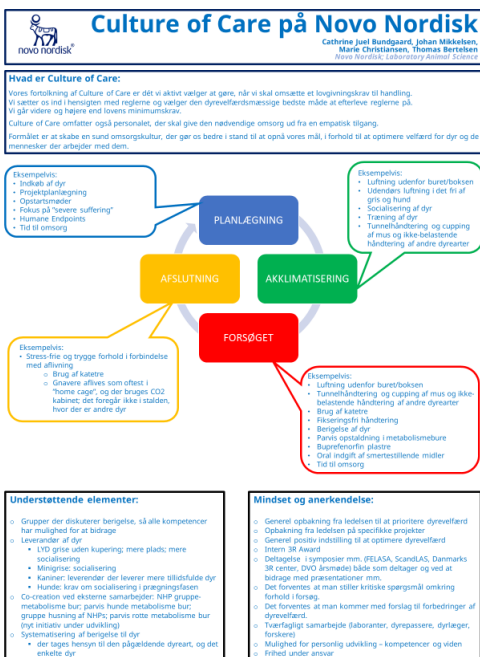 Culture of Care på Novo Nordisk
Cathrine Juel Bundgaard, Johan Mikkelsen,
Marie Christiansen, Thomas Bertelsen
Novo Nordisk; Laboratory Animal Science
novo nordisk®
Hvad er Culture of Care:
Vores fortolkning af Culture of Care er dét vi aktivt vælger at gøre, når vi skal omsætte et lovgivningskrav til handling.
Vi sætter os ind i hensigten med reglerne og vælger den dyrevelfærdsmæssige bedste måde at efterleve reglerne på.
Vi går videre og højere end lovens minimumskrav.
Culture of Care omfatter også personalet, der skal give den nødvendige omsorg ud fra en empatisk tilgang.
Formålet er at skabe en sund omsorgskultur, der gør os bedre i stand til at opnå vores mål, i forhold til at optimere velfærd for dyr og de
mennesker der arbejder med dem.
Eksempelvis:
• Indkøb af dyr
• Projektplanlægning
• Opstartsmøder
• Fokus på "severe suffering"
• Humane Endpoints
• Tid til omsorg
PLANLÆGNING
Eksempelvis:
• Luftning udenfor buret/boksen
• Udendørs luftning i det fri af
gris og hund
• Socialisering af dyr
• Træning af dyr
• Tunnelhåndtering og cupping
af mus og ikke-belastende
håndtering af andre dyrearter
AFSLUTNING
AKKLIMATISERING
FORSØGET
Eksempelvis:
• Stress-frie og trygge forhold i forbindelse
med aflivning
o Brug af katetre
o Gnavere aflives som oftest i
"home cage", og der bruges CO2
kabinet; det foregår ikke i stalden,
hvor der er andre dyr
Eksempelvis:
• Luftning udenfor buret/boksen
• Tunnelhåndtering og cupping af mus og ikke-
belastende håndtering af andre dyrearter
• Brug af katetre
• Fikseringsfri håndtering
• Berigelse af dyr
• Parvis opstaldning i metabolismebure
• Buprefenorfin plastre
• Oral indgift af smertestillende midler
• Tid til omsorg
Understøttende elementer:
o Grupper der diskuterer berigelse, så alle kompetencer
har mulighed for at bidrage
o Leverandør af dyr
▪ LYD grise uden kupering; mere plads; mere
socialisering
▪ Minigrise: socialisering
▪ Kaniner: leverendør der leverer mere tillidsfulde dyr
▪ Hunde: krav om socialisering i prægningsfasen
o Co-creation ved eksterne samarbejder: NHP gruppe-
metabolisme bur; parvis hunde metabolisme bur;
gruppe husning af NHPs; parvis rotte metabolisme bur
(nyt initiativ under udvikling)
o Systematisering af berigelse til dyr
▪ der tages hensyn til den pågældende dyreart, og det
enkelte dyr
Mindset og anerkendelse:
o Generel opbakning fra ledelsen til at prioritere dyrevelfærd
o Opbakning fra ledelsen på specifikke projekter
o Generel positiv indstilling til at optimere dyrevelfærd
o Intern 3R Award
o Deltagelse i symposier mm. (FELASA, ScandLAS, Danmarks
3R center, DVO årsmøde) både som deltager og ved at
bidrage med præsentationer mm.
o Det forventes at man stiller kritiske spørgsmål omkring
forhold i forsøg.
o Det forventes at man kommer med forslag til forbedringer af
dyrevelfærd.
o Tværfagligt samarbejde (laboranter, dyrepassere, dyrlæger,
forskere)
o Mulighed for personlig udvikling – kompetencer og viden
o Frihed under ansvar